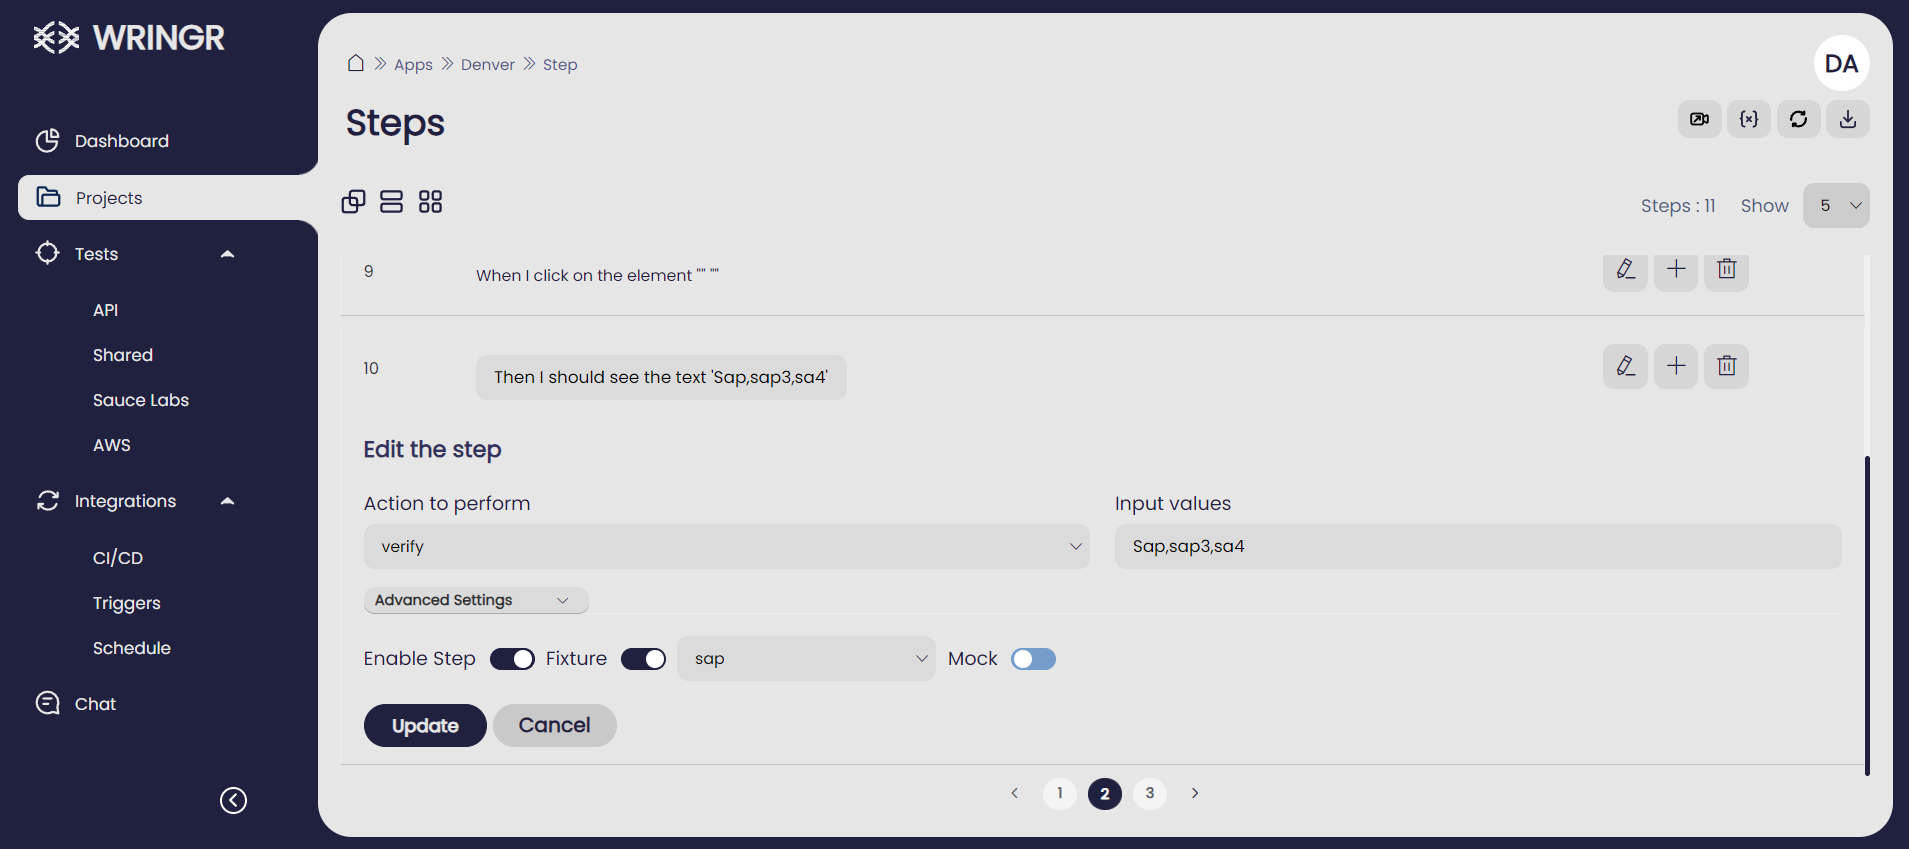 WRINGR
Dashboard
Projects
Tests
API
Shared
Sauce Labs
AWS
Integrations
CI/CD
Triggers
Schedule
Chat
Apps Denver Step
DA
Steps
Steps : 11 Show 5
9 When I click on the element "" ""
10 Then I should see the text 'Sap,sap3,sa4'
Edit the step
Action to perform Input values
verify Sap,sap3,sa4
Advanced Settings
Enable Step Fixture sap Mock
Update Cancel
1 2 3